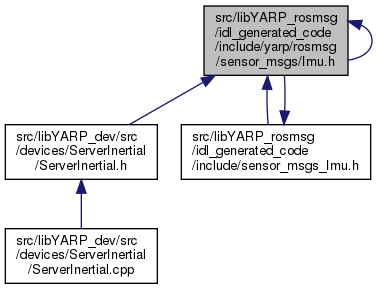 src/libYARP_rosmsg
/idl_generated_code
/include/yarp/rosmsg
/sensor_msgs/Imu.h
src/libYARP_dev/src
/devices/ServerInertial
/ServerInertial.h
src/libYARP_rosmsg
/idl_generated_code
/include/sensor_msgs_Imu.h
src/libYARP_dev/src
/devices/ServerInertial
/ServerInertial.cpp